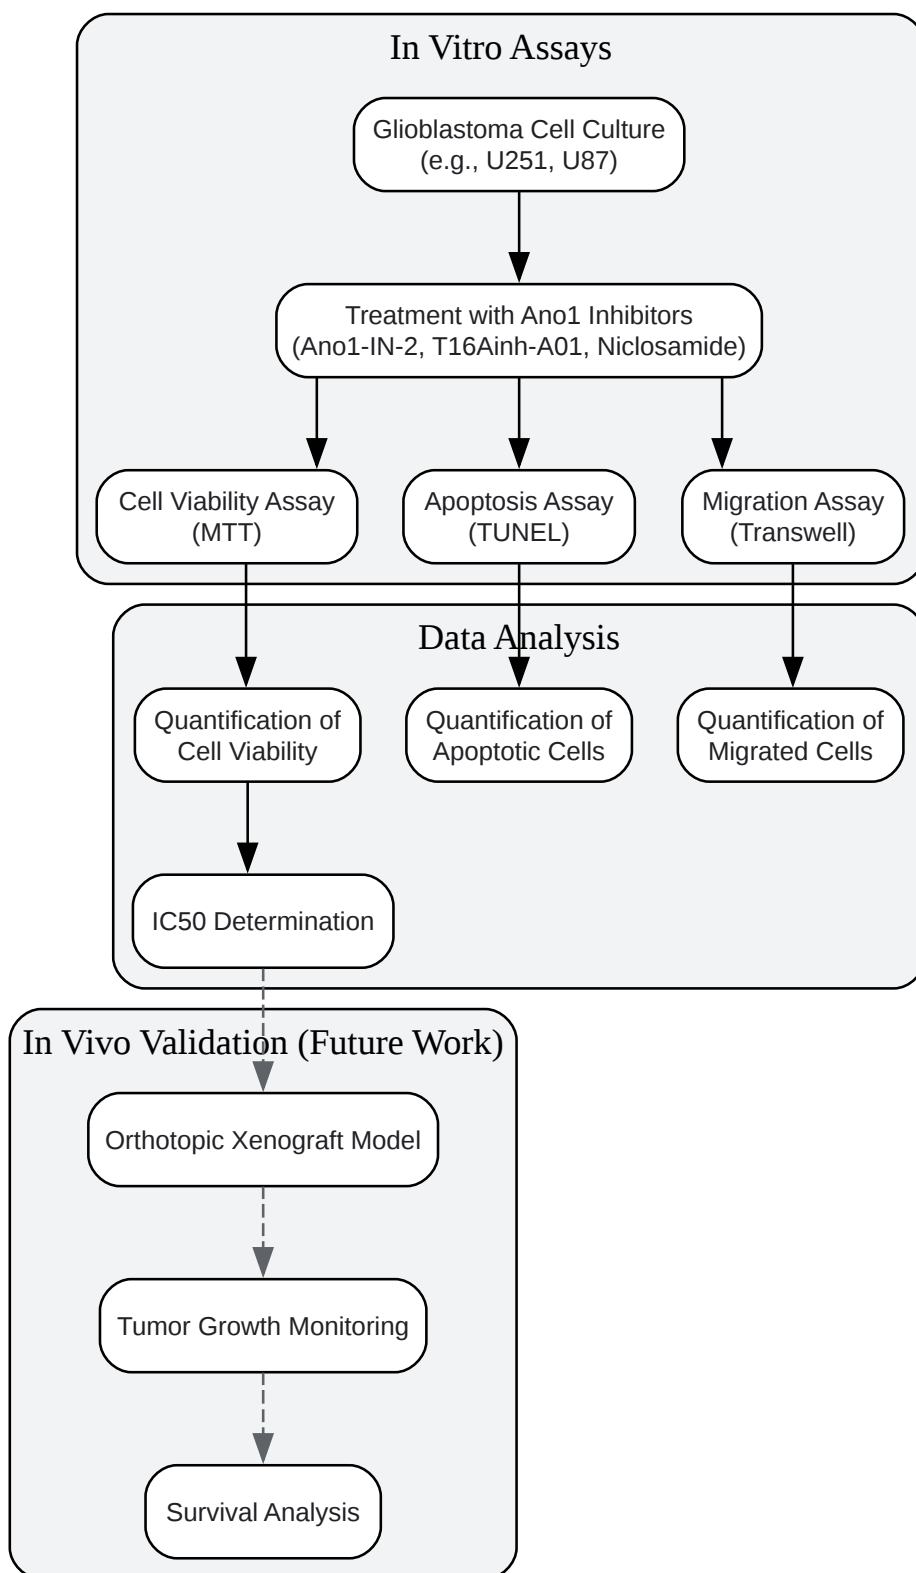 In Vitro Assays
Glioblastoma Cell Culture
(e.g., U251, U87)
Treatment with Ano1 Inhibitors
(Ano1-IN-2, T16Ainh-A01, Niclosamide)
Cell Viability Assay
(MTT)
Apoptosis Assay
(TUNEL)
Migration Assay
(Transwell)
Data Analysis
Quantification of
Cell Viability
Quantification of
Apoptotic Cells
Quantification of
Migrated Cells
IC50 Determination
In Vivo Validation (Future Work)
Orthotopic Xenograft Model
Tumor Growth Monitoring
Survival Analysis